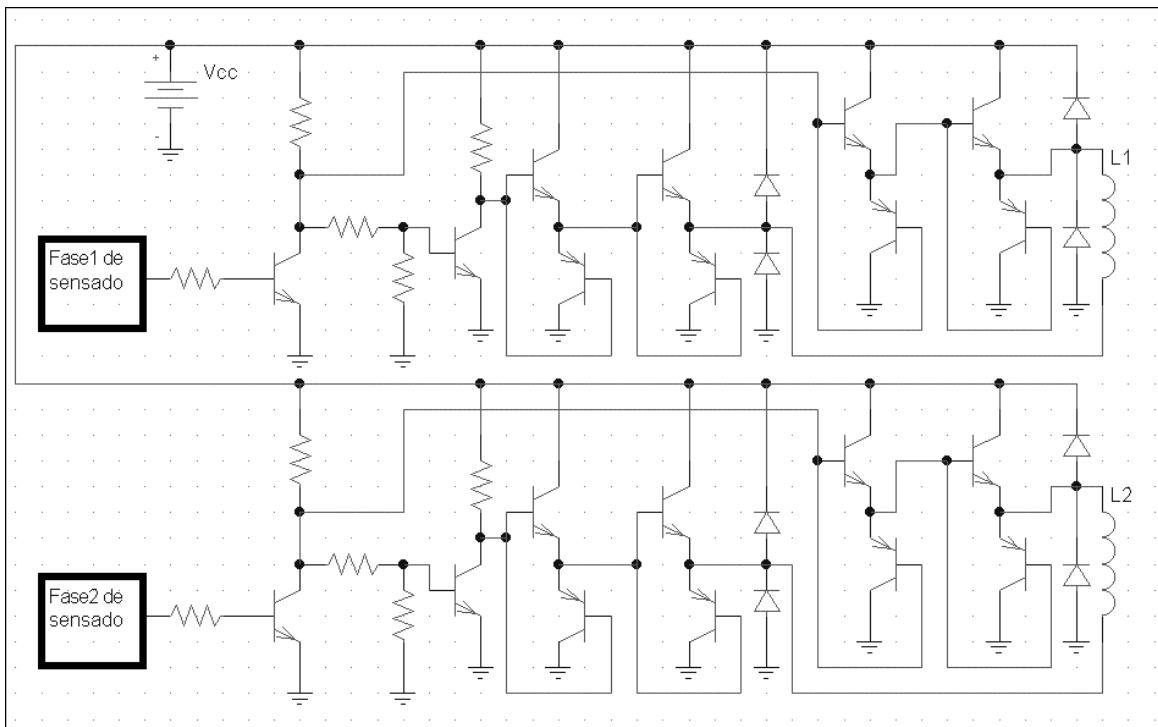 +
Vcc
-
L1
Fase1 de
sensado
L2
Fase2 de
sensado